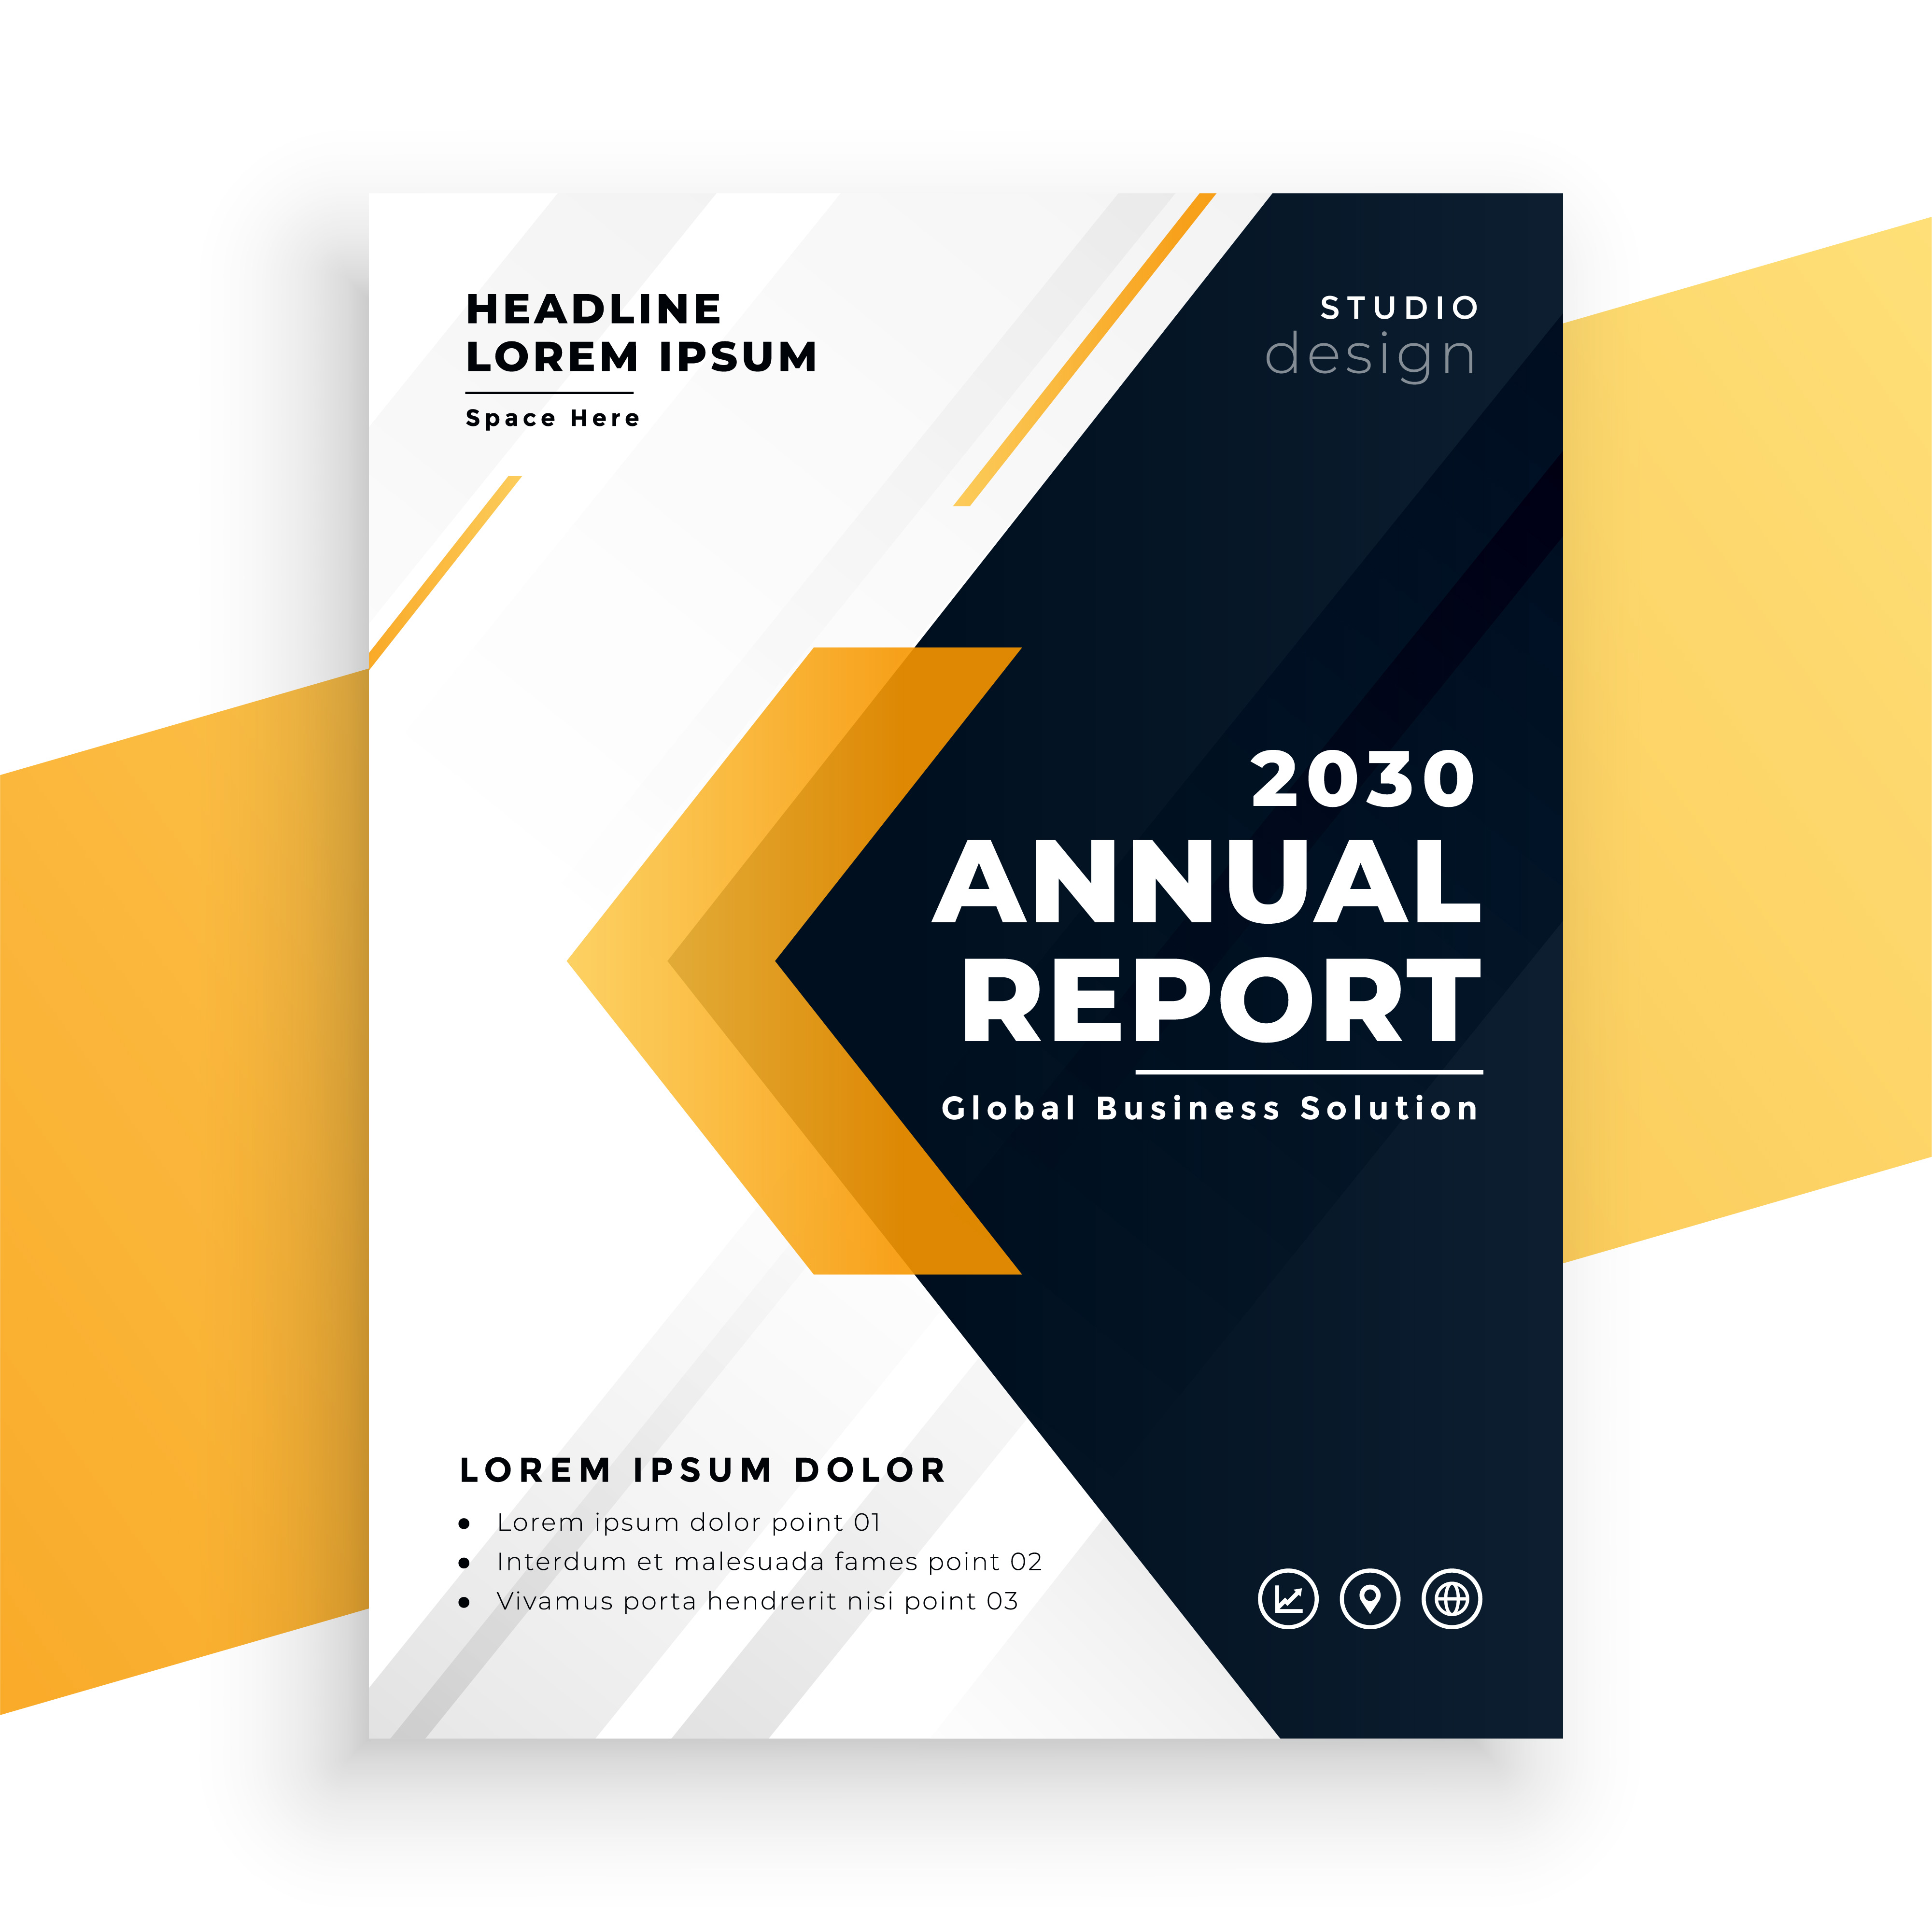 HEADLINE
LOREM IPSUM
Space Here
STUDIO
design
2030
ANNUAL
REPORT
Global Business Solution
LOREM IPSUM DOLOR
• Lorem ipsum dolor point 01
• Interdum et malesuada fames point 02
• Vivamus porta hendrerit nisi point 03